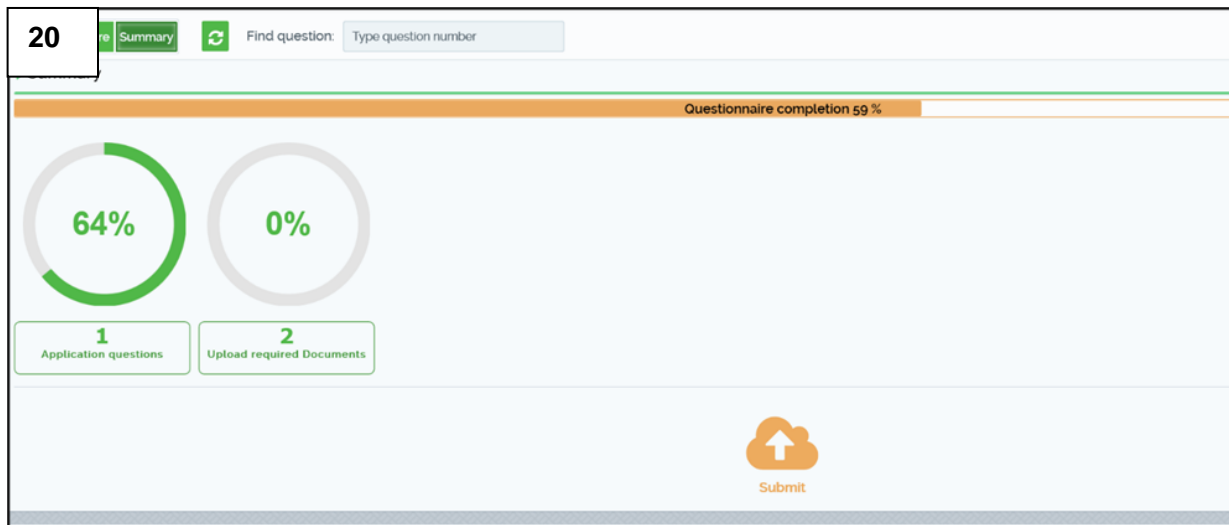 20
re Summary Find question: Type question number
Summary
Questionnaire completion 59 %
64% 0%
1 2
Application questions Upload required Documents
Submit